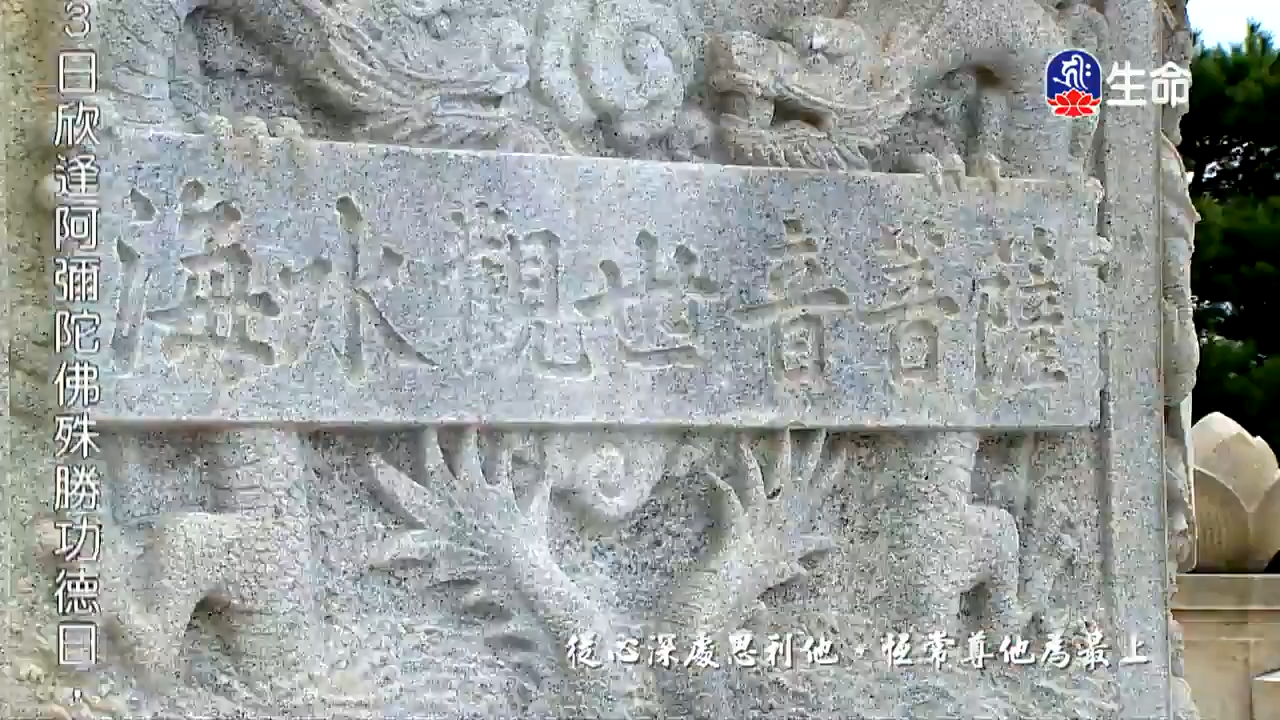 3日欣逢阿彌陀佛殊勝功德日，
生命
海水觀世音菩薩
從心深處思利他，恆常尊他為最上